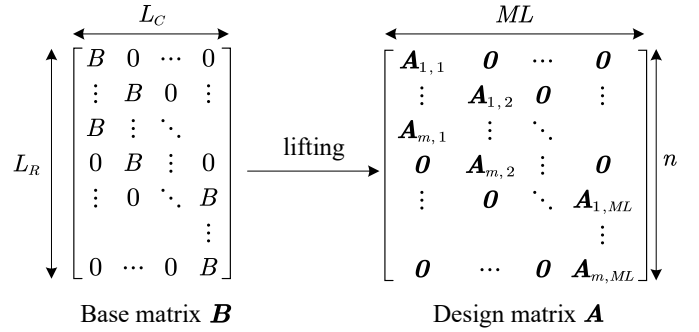 L_C
ML
B 0 ⋯ 0
⋮ B 0 ⋮
B ⋮ ⋱
0 B ⋮ 0
⋮ 0 ⋱ B
⋮
0 ⋯ 0 B
L_R
lifting
A_{1,1} 0 ⋯ 0
⋮ A_{1,2} 0 ⋮
A_{m,1} ⋮ ⋱
0 A_{m,2} ⋮ 0
⋮ 0 ⋱ A_{1,ML}
⋮
0 ⋯ 0 A_{m,ML}
n
Base matrix B
Design matrix A